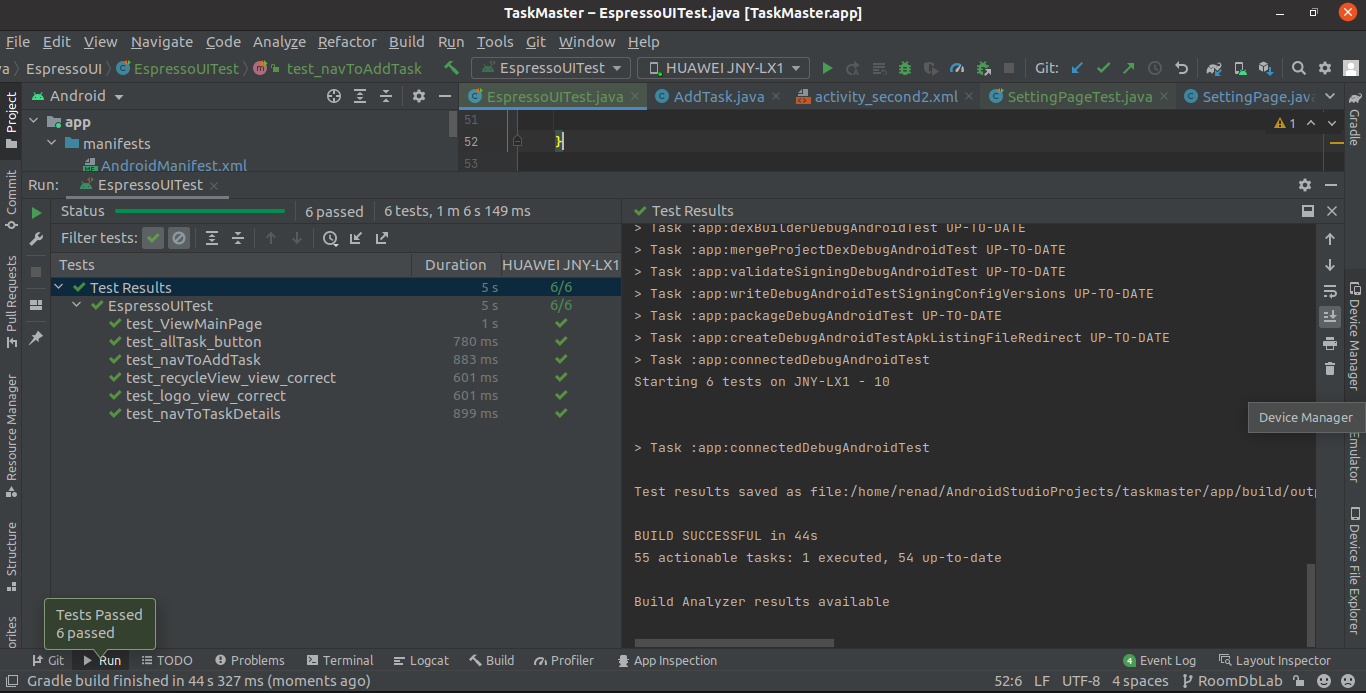 TaskMaster – EspressoUITest.java [TaskMaster.app]
File Edit View Navigate Code Analyze Refactor Build Run Tools Git Window Help
va EspressoUI EspressoUITest test_navToAddTask EspressoUITest HUAWEI JNY-LX1 Git:
Project
Android
EspressoUITest.java AddTask.java activity_second2.xml SettingPageTest.java SettingPage.java
Gradle
app
manifests
AndroidManifest.xml
51
52 }
53
1
Commit
Run: EspressoUITest
Status 6 passed 6 tests, 1 m 6 s 149 ms
Test Results
Filter tests:
Tests Duration HUAWEI JNY-LX1
Test Results 5 s 6/6
EspressoUITest 5 s 6/6
test_ViewMainPage 1 s
test_allTask_button 780 ms
test_navToAddTask 883 ms
test_recycleView_view_correct 601 ms
test_logo_view_correct 601 ms
test_navToTaskDetails 899 ms
> Task :app:dexBuilderDebugAndroidTest UP-TO-DATE
> Task :app:mergeProjectDexDebugAndroidTest UP-TO-DATE
> Task :app:validateSigningDebugAndroidTest UP-TO-DATE
> Task :app:writeDebugAndroidTestSigningConfigVersions UP-TO-DATE
> Task :app:packageDebugAndroidTest UP-TO-DATE
> Task :app:createDebugAndroidTestApkListingFileRedirect UP-TO-DATE
> Task :app:connectedDebugAndroidTest
Starting 6 tests on JNY-LX1 - 10
> Task :app:connectedDebugAndroidTest
Test results saved as file:/home/renad/AndroidStudioProjects/taskmaster/app/build/outp
BUILD SUCCESSFUL in 44s
55 actionable tasks: 1 executed, 54 up-to-date
Build Analyzer results available
Pull Requests
Resource Manager
Structure
orites
Device Manager
Device Manager
Emulator
Device File Explorer
Tests Passed
6 passed
Git Run TODO Problems Terminal Logcat Build Profiler App Inspection 4 Event Log Layout Inspector
Gradle build finished in 44 s 327 ms (moments ago) 52:6 LF UTF-8 4 spaces RoomDbLab